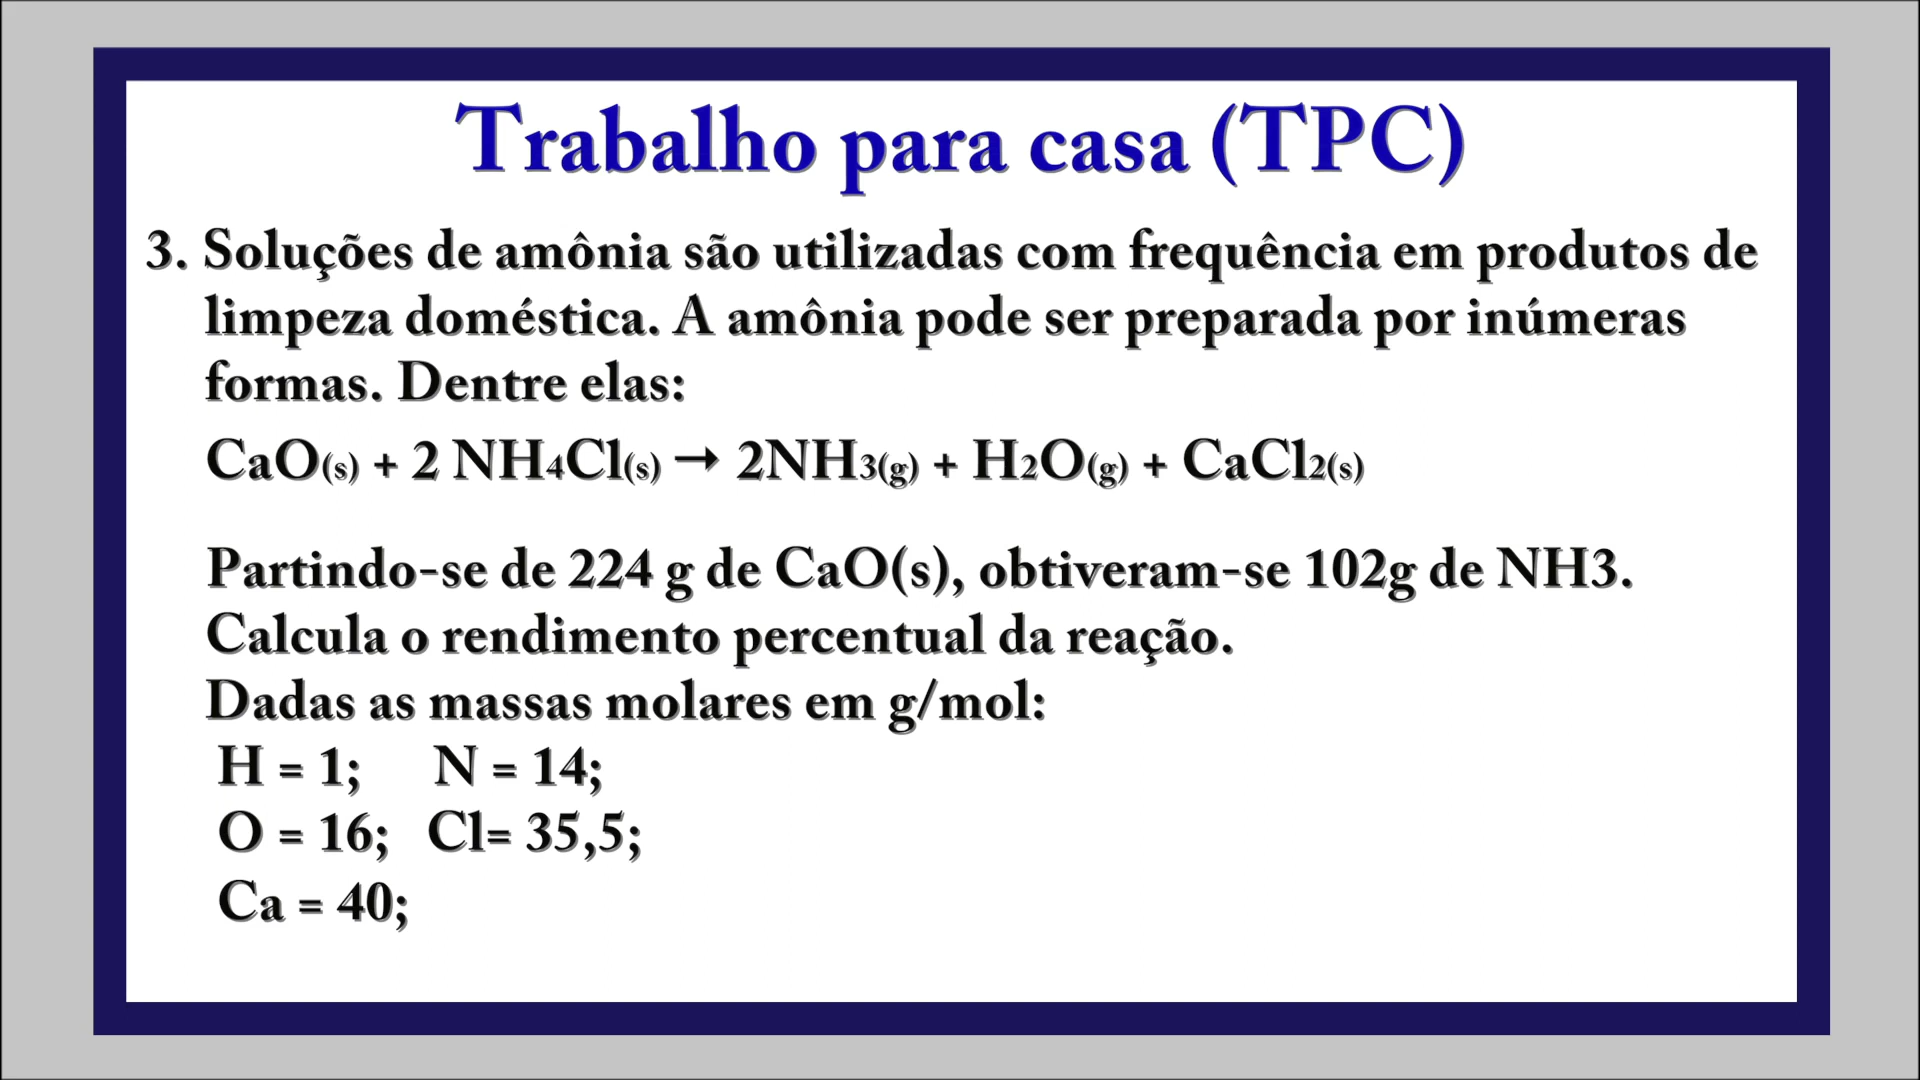 Trabalho para casa (TPC)
3. Soluções de amônia são utilizadas com frequência em produtos de
limpeza doméstica. A amônia pode ser preparada por inúmeras
formas. Dentre elas:
CaO(s) + 2 NH4Cl(s) → 2NH3(g) + H2O(g) + CaCl2(s)
Partindo-se de 224 g de CaO(s), obtiveram-se 102g de NH3.
Calcula o rendimento percentual da reação.
Dadas as massas molares em g/mol:
H = 1; N = 14;
O = 16; Cl= 35,5;
Ca = 40;